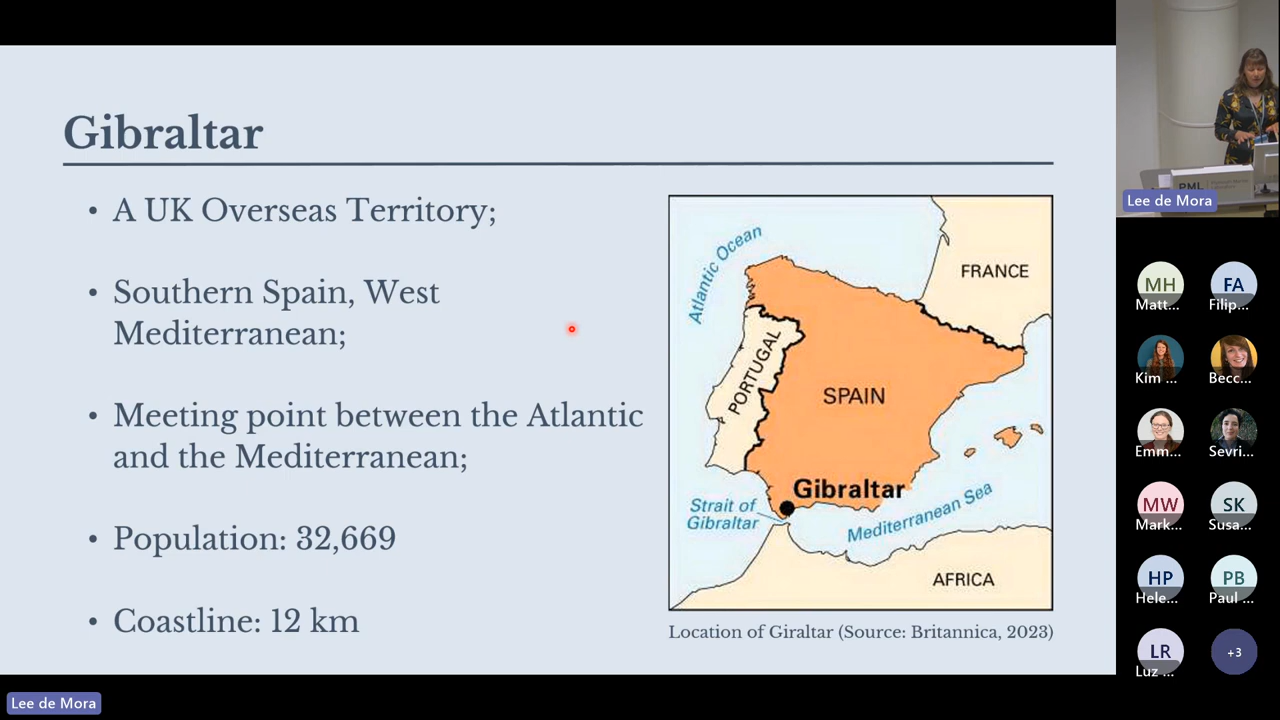 Gibraltar
• A UK Overseas Territory;
• Southern Spain, West
Mediterranean;
• Meeting point between the Atlantic
and the Mediterranean;
• Population: 32,669
• Coastline: 12 km
Atlantic Ocean
FRANCE
PORTUGAL
SPAIN
Gibraltar
Strait of
Gibraltar
Mediterranean Sea
AFRICA
Location of Giraltar (Source: Britannica, 2023)
Lee de Mora
PML
Lee de Mora
MH
Matt...
FA
Filip...
Kim ...
Becc...
Emm...
Sevri...
MW
Mark...
SK
Susa...
HP
Hele...
PB
Paul ...
LR
Luz ...
+3